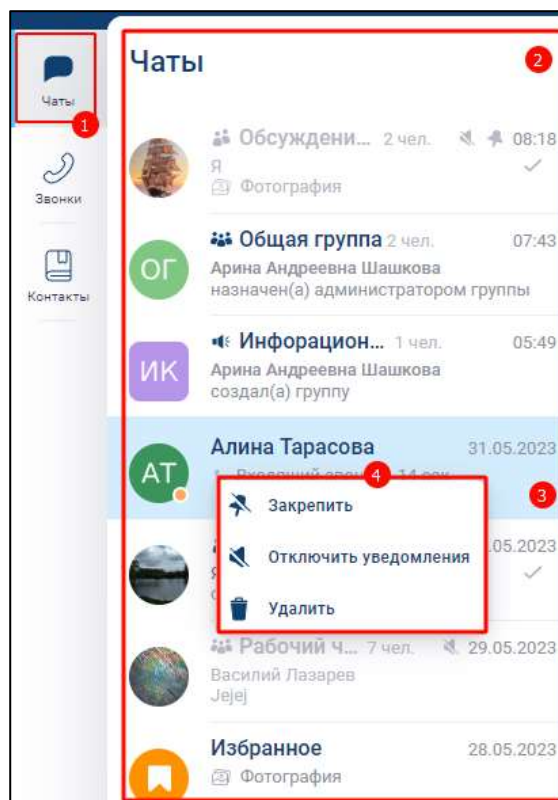 Чаты
1
Звонки
Контакты
Чаты
2
Обсуждени... 2 чел. 08:18
Я
Фотография
ОГ
Общая группа 2 чел. 07:43
Арина Андреевна Шашкова
назначен(а) администратором группы
ИК
Инфорацион... 1 чел. 05:49
Арина Андреевна Шашкова
создал(а) группу
АТ
Алина Тарасова 31.05.2023
4
3
Закрепить
Отключить уведомления
.05.2023
Удалить
Рабочий ч... 7 чел. 29.05.2023
Василий Лазарев
Jejej
Избранное 28.05.2023
Фотография